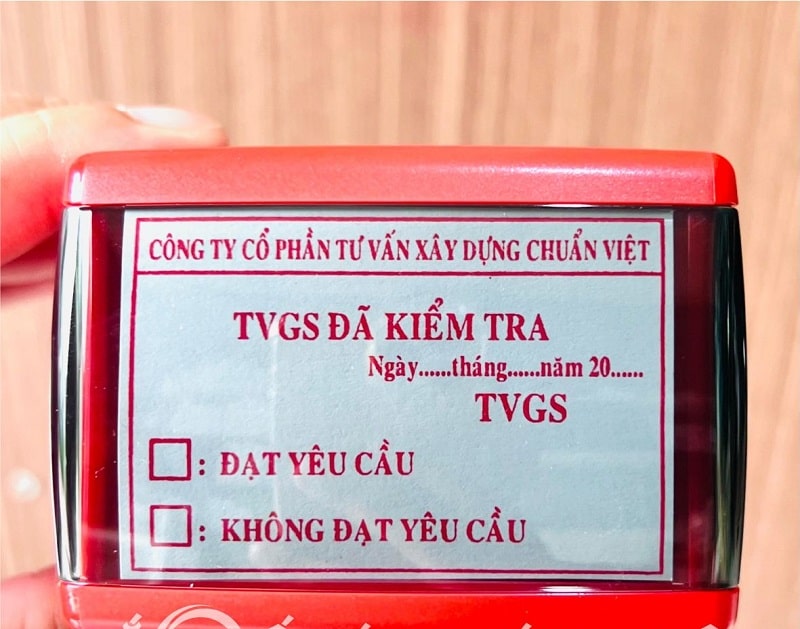 CÔNG TY CỔ PHẦN TƯ VẤN XÂY DỰNG CHUẨN VIỆT
TVGS ĐÃ KIỂM TRA
Ngày......tháng......năm 20......
TVGS
: ĐẠT YÊU CẦU
: KHÔNG ĐẠT YÊU CẦU